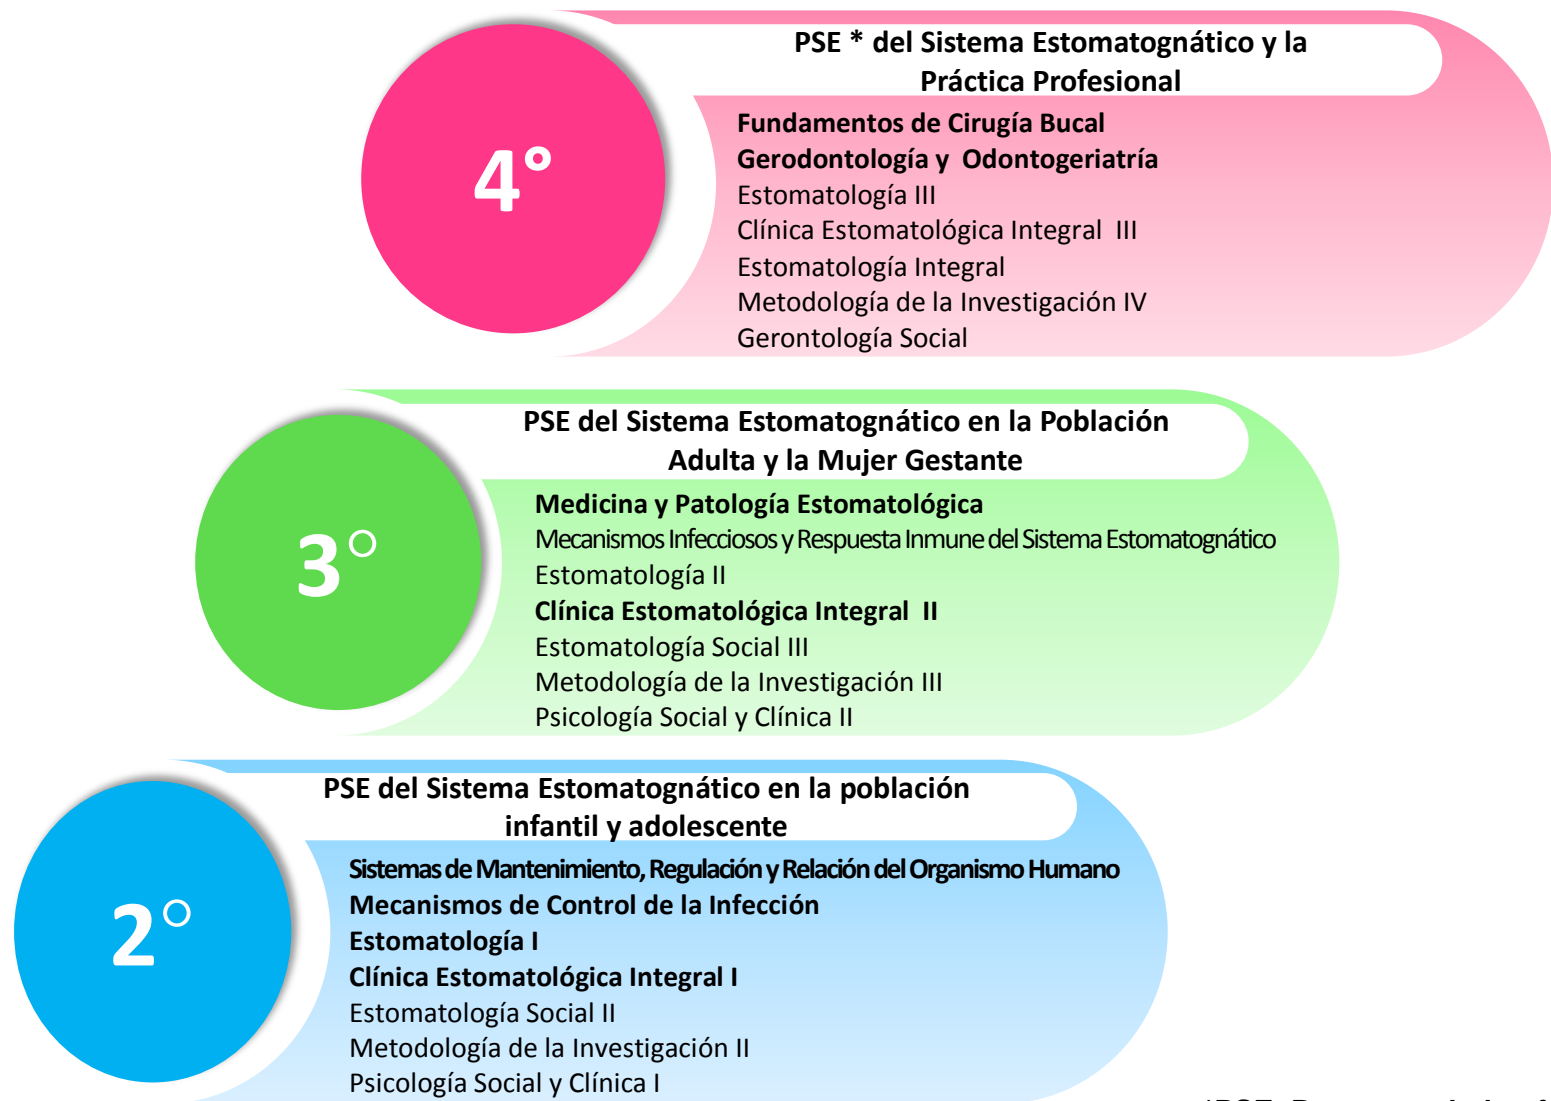 PSE * del Sistema Estomatognático y la
Práctica Profesional
4°
Fundamentos de Cirugía Bucal
Gerodontología y  Odontogeriatría
Estomatología III
Clínica Estomatológica Integral  III
Estomatología Integral
Metodología de la Investigación IV
Gerontología Social
PSE del Sistema Estomatognático en la Población
Adulta y la Mujer Gestante
3°
Medicina y Patología Estomatológica
Mecanismos Infecciosos y Respuesta Inmune del Sistema Estomatognático
Estomatología II
Clínica Estomatológica Integral  II
Estomatología Social III
Metodología de la Investigación III
Psicología Social y Clínica II
PSE del Sistema Estomatognático en la población
infantil y adolescente
2°
Sistemas de Mantenimiento, Regulación y Relación del Organismo Humano
Mecanismos de Control de la Infección
Estomatología I
Clínica Estomatológica Integral I
Estomatología Social II
Metodología de la Investigación II
Psicología Social y Clínica I